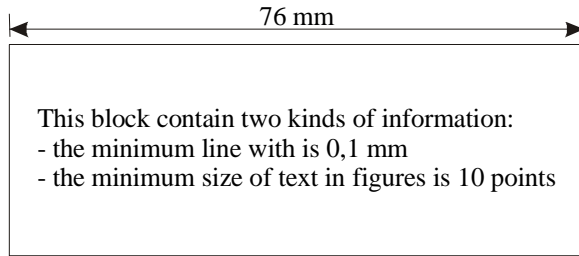 76 mm
This block contain two kinds of information:
- the minimum line with is 0,1 mm
- the minimum size of text in figures is 10 points